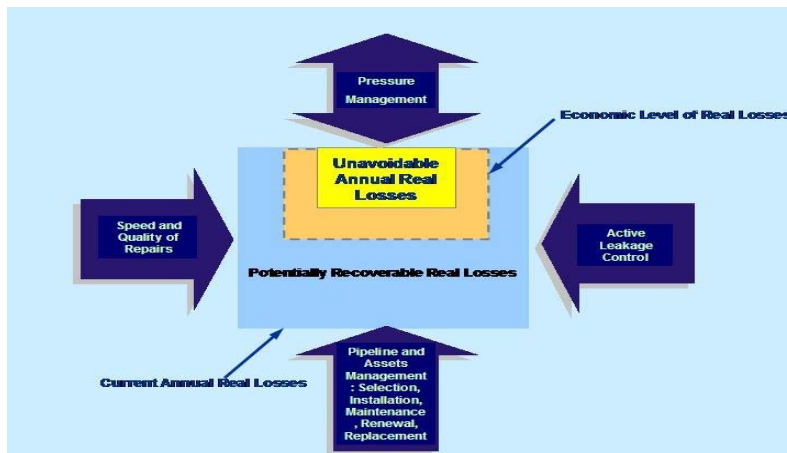 Pressure
Management
Economic Level of Real Losses
Unavoidable
Annual Real
Losses
Speed and
Quality of
Repairs
Active
Leakage
Control
Potentially Recoverable Real Losses
Pipeline and
Assets
Management
: Selection,
Installation,
Maintenance
, Renewal,
Replacement
Current Annual Real Losses